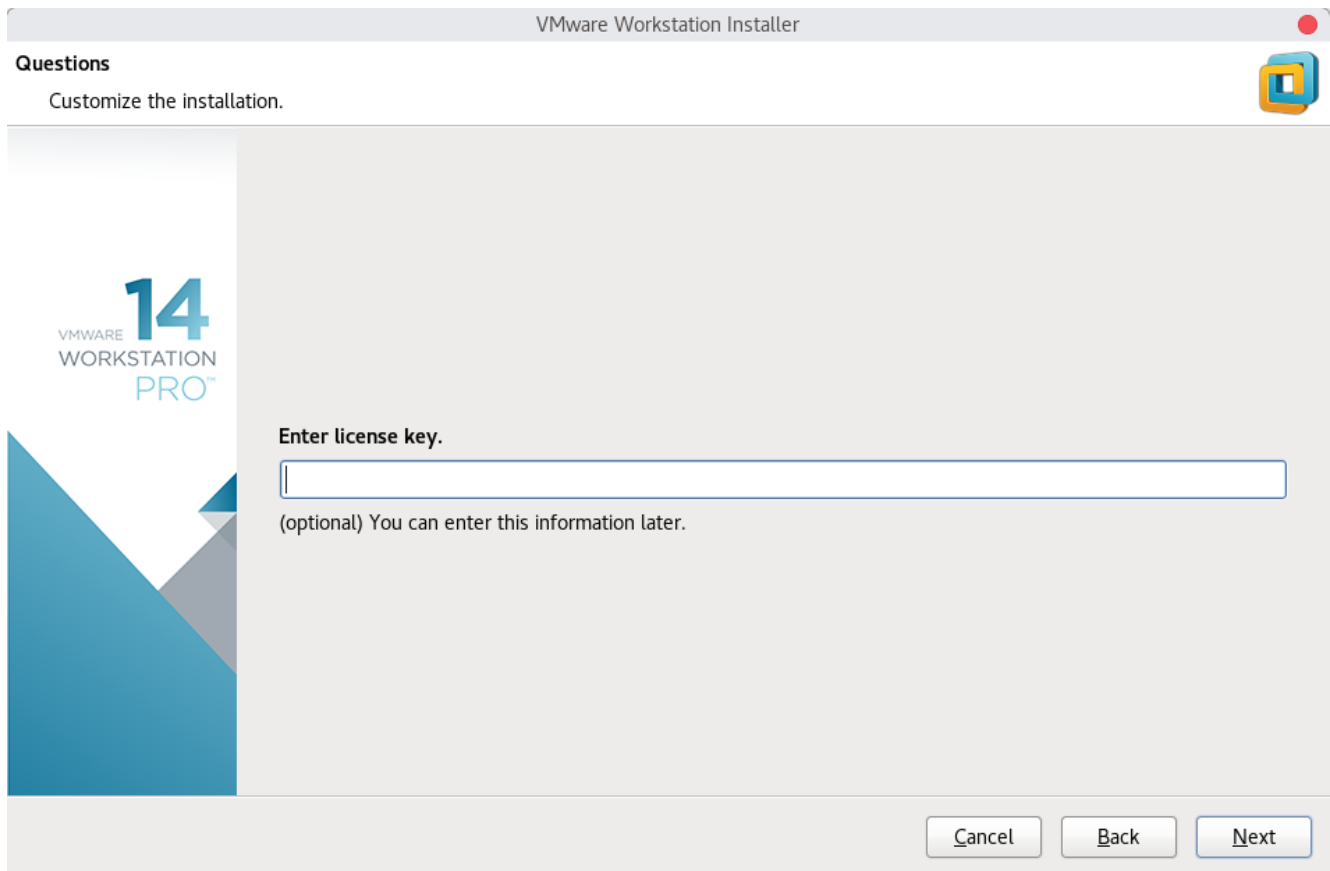 VMware Workstation Installer
Questions
Customize the installation.
VMWARE 14
WORKSTATION
PRO™
Enter license key.
(optional) You can enter this information later.
Cancel
Back
Next